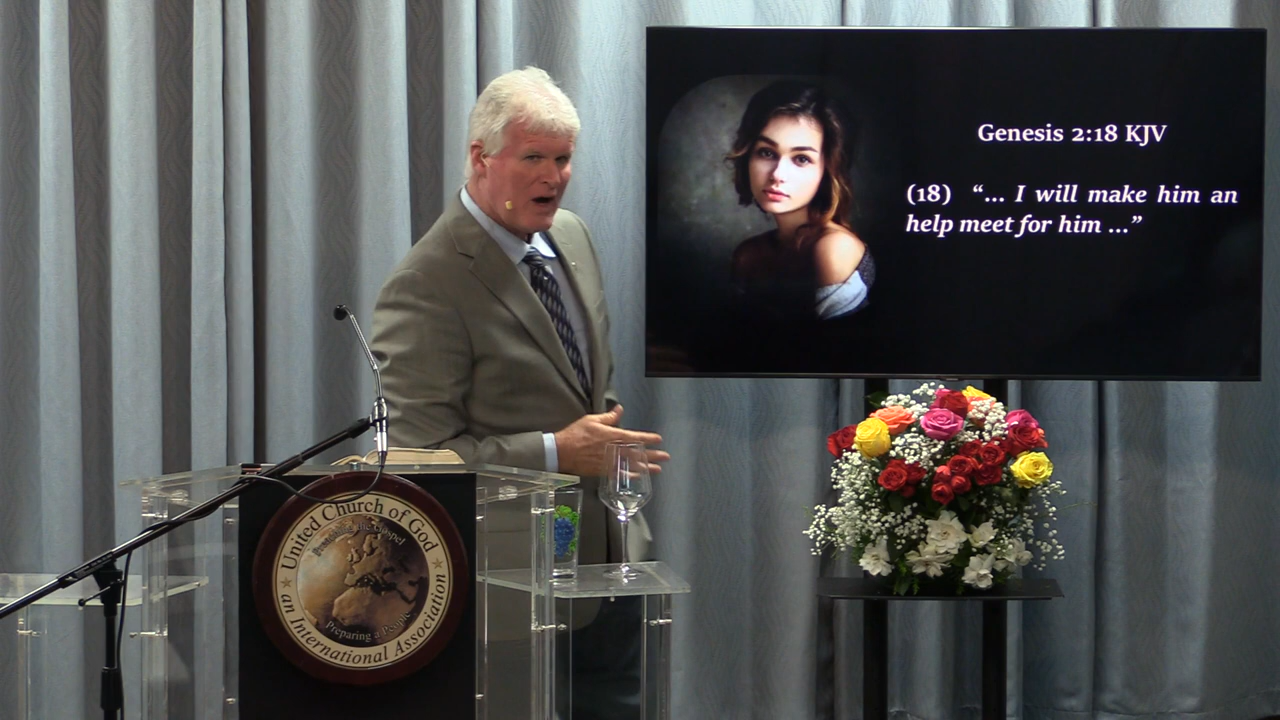 Genesis 2:18 KJV
(18) “... I will make him an
help meet for him ...”
United Church of God
Preaching the Gospel
Preparing a People
an International Association